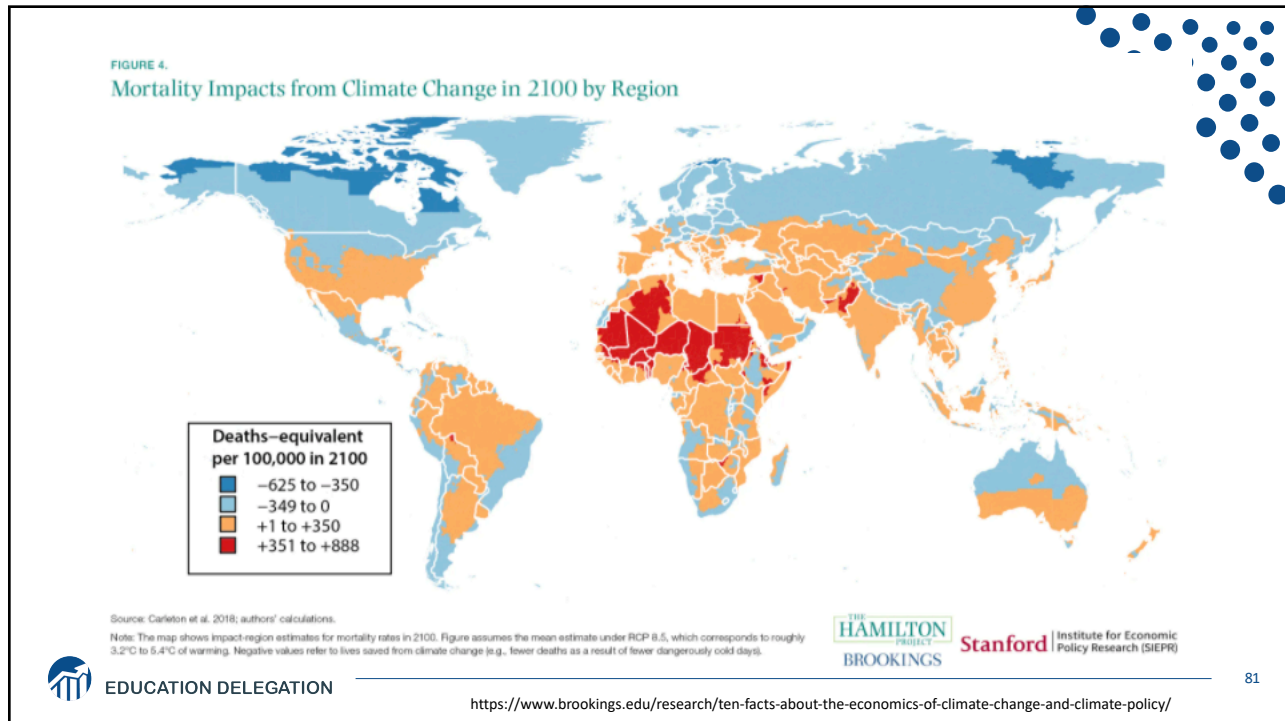 FIGURE 4.
Mortality Impacts from Climate Change in 2100 by Region
Deaths–equivalent
per 100,000 in 2100
−625 to −350
−349 to 0
+1 to +350
+351 to +888
Source: Carleton et al. 2018; authors' calculations.
Note: The map shows impact-region estimates for mortality rates in 2100. Figure assumes the mean estimate under RCP 8.5, which corresponds to roughly
3.2°C to 5.4°C of warming. Negative values refer to lives saved from climate change (e.g., fewer deaths as a result of fewer dangerously cold days).
THE
HAMILTON
PROJECT
BROOKINGS
Stanford | Institute for Economic
Policy Research (SIEPR)
EDUCATION DELEGATION
81
https://www.brookings.edu/research/ten-facts-about-the-economics-of-climate-change-and-climate-policy/